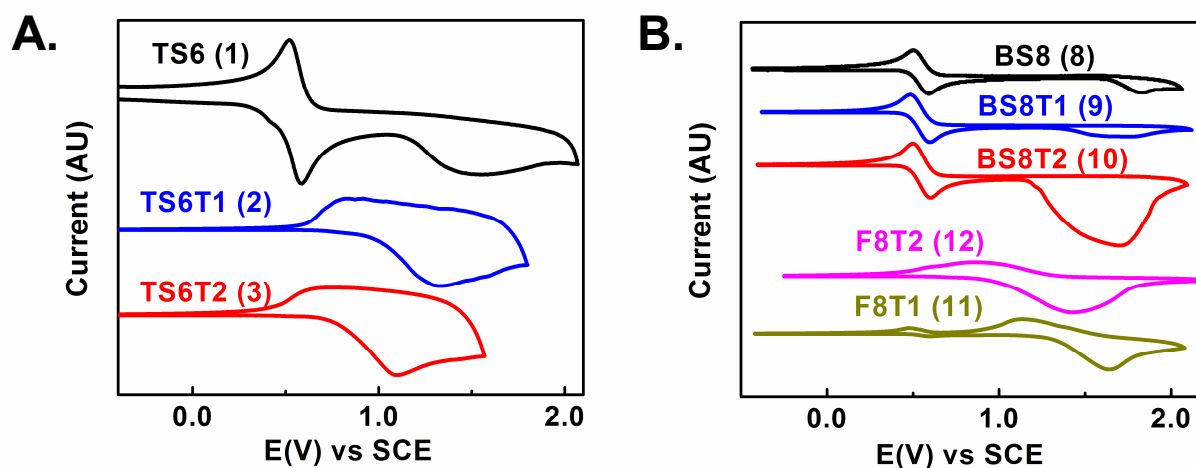 A.
TS6 (1)
TS6T1 (2)
TS6T2 (3)
Current (AU)
0.0 1.0 2.0
E(V) vs SCE
B.
BS8 (8)
BS8T1 (9)
BS8T2 (10)
F8T2 (12)
F8T1 (11)
Current (AU)
0.0 1.0 2.0
E(V) vs SCE